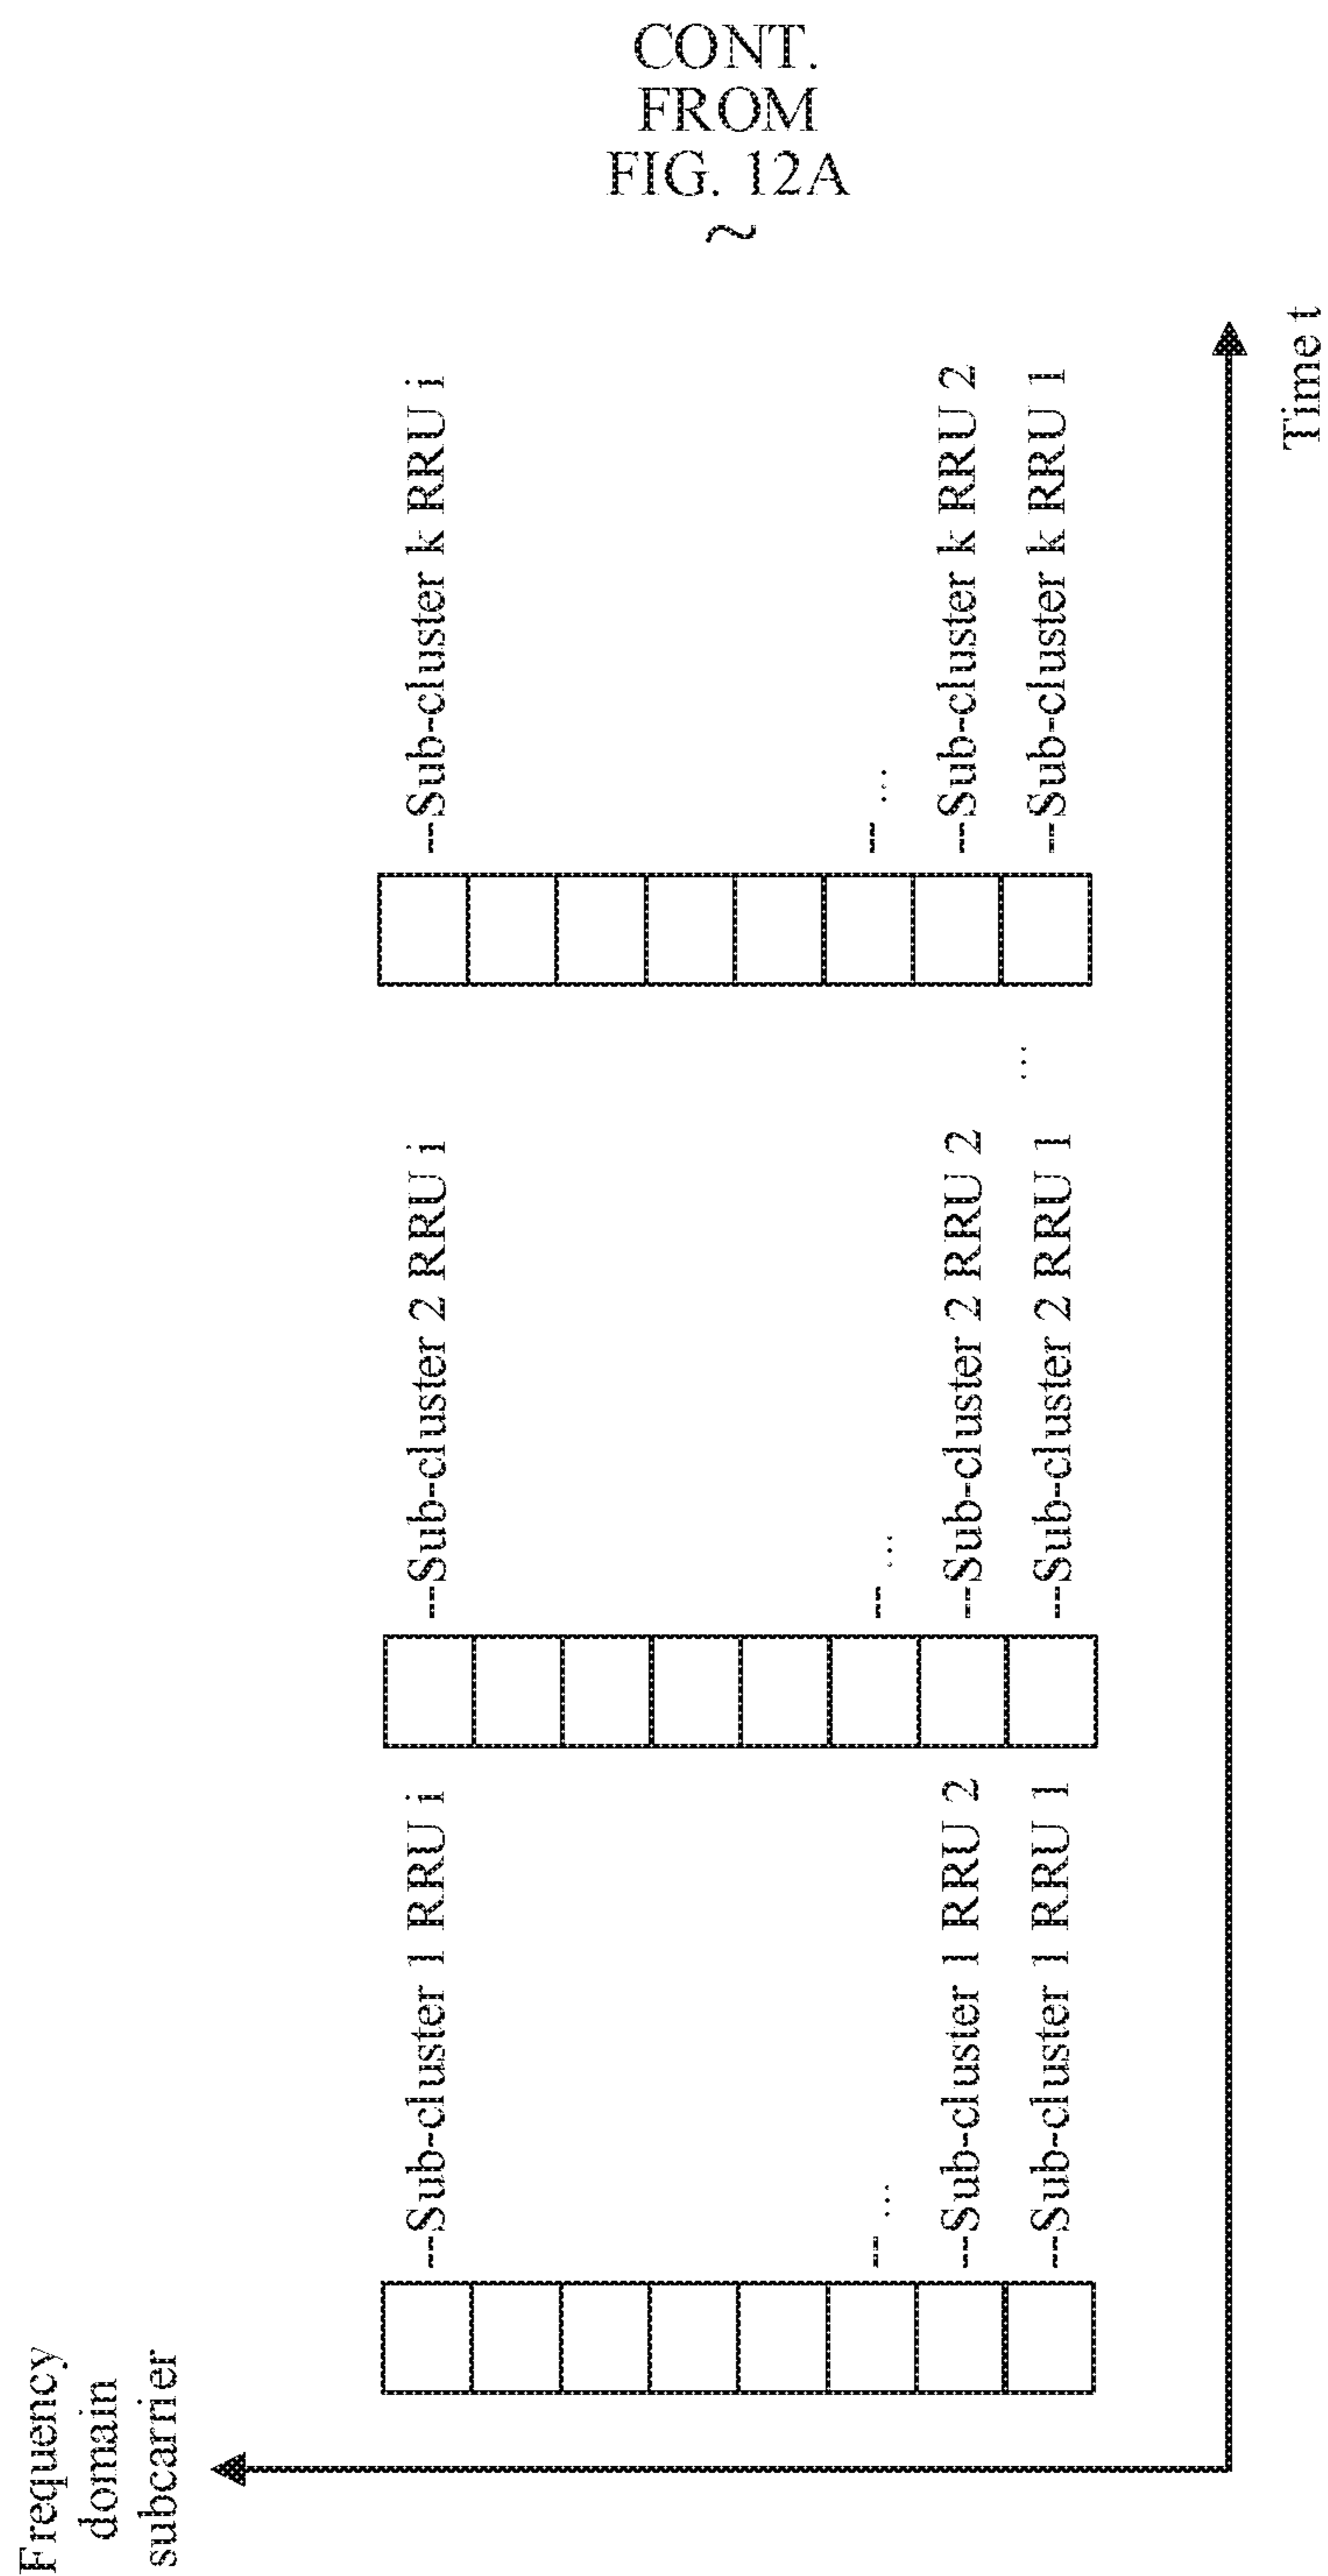 CONT.
FROM
FIG. 12A
~
Frequency
domain
subcarrier
--Sub-cluster 1 RRU i
-- ...
--Sub-cluster 1 RRU 2
--Sub-cluster 1 RRU 1
--Sub-cluster 2 RRU i
-- ...
--Sub-cluster 2 RRU 2
--Sub-cluster 2 RRU 1
...
--Sub-cluster k RRU i
-- ...
--Sub-cluster k RRU 2
--Sub-cluster k RRU 1
Time t